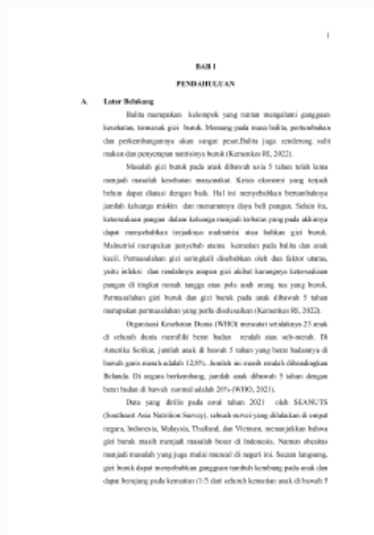 1
BAB I
PENDAHULUAN
A. Latar Belakang
Balita merupakan kelompok yang rentan mengalami gangguan
kesehatan, termasuk gizi buruk. Memang pada masa balita, pertumbuhan
dan perkembangannya akan sangat pesat.Balita juga cenderung sulit
makan dan penyerapan nutrisinya buruk (Kemenkes RI, 2022).
Masalah gizi buruk pada anak dibawah usia 5 tahun telah lama
menjadi masalah kesehatan masyarakat. Krisis ekonomi yang terjadi
belum dapat diatasi dengan baik. Hal ini menyebabkan bertambahnya
jumlah keluarga miskin dan menurunnya daya beli pangan. Selain itu,
ketersediaan pangan dalam keluarga menjadi terbatas yang pada akhirnya
dapat menyebabkan terjadinya malnutrisi atau bahkan gizi buruk.
Malnutrisi merupakan penyebab utama kematian pada balita dan anak
kecil. Permasalahan gizi seringkali disebabkan oleh dua faktor utama,
yaitu infeksi dan rendahnya asupan gizi akibat kurangnya ketersediaan
pangan di tingkat rumah tangga atau pola asuh orang tua yang buruk.
Permasalahan gizi buruk dan gizi buruk pada anak dibawah 5 tahun
merupakan permasalahan yang perlu diselesaikan (Kemenkes RI, 2022).
Organisasi Kesehatan Dunia (WHO) mencatat setidaknya 23 anak
di seluruh dunia memiliki berat badan rendah atau sub-merah. Di
Amerika Serikat, jumlah anak di bawah 5 tahun yang berat badannya di
bawah garis merah adalah 12,8%. Jumlah ini masih rendah dibandingkan
Belanda. Di negara berkembang, jumlah anak dibawah 5 tahun dengan
berat badan di bawah normal adalah 26% (WHO, 2021).
Data yang dirilis pada awal tahun 2021 oleh SEANUTS
(Southeast Asia Nutrition Survey), sebuah survei yang dilakukan di empat
negara, Indonesia, Malaysia, Thailand, dan Vietnam, menunjukkan bahwa
gizi buruk masih menjadi masalah besar di Indonesia. Namun obesitas
menjadi masalah yang juga mulai muncul di negeri ini. Secara langsung,
gizi buruk dapat menyebabkan gangguan tumbuh kembang pada anak dan
dapat berujung pada kematian (1/3 dari seluruh kematian anak di bawah 5